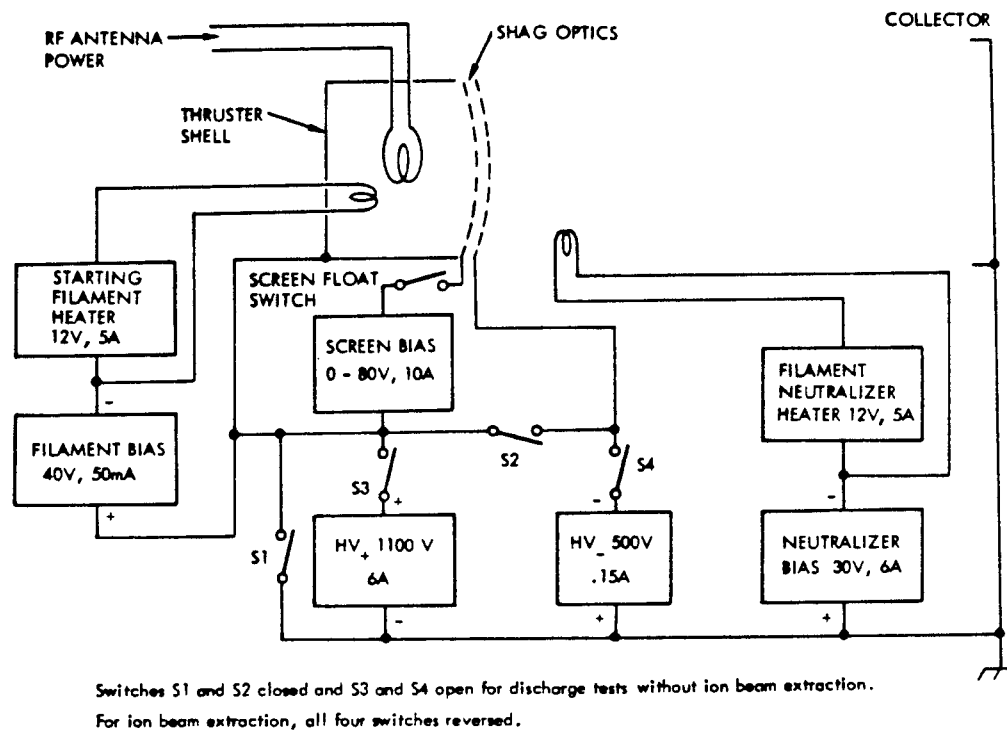 COLLECTOR
RF ANTENNA
POWER
SHAG OPTICS
THRUSTER
SHELL
STARTING
FILAMENT
HEATER
12V, 5A
SCREEN FLOAT
SWITCH
SCREEN BIAS
0 - 80V, 10A
FILAMENT
NEUTRALIZER
HEATER 12V, 5A
-
FILAMENT BIAS
40V, 50mA
+
S2
S3
+
S4
-
-
S1
HV+ 1100 V
6A
-
HV- 500V
.15A
+
NEUTRALIZER
BIAS 30V, 6A
+
Switches S1 and S2 closed and S3 and S4 open for discharge tests without ion beam extraction.
For ion beam extraction, all four switches reversed.